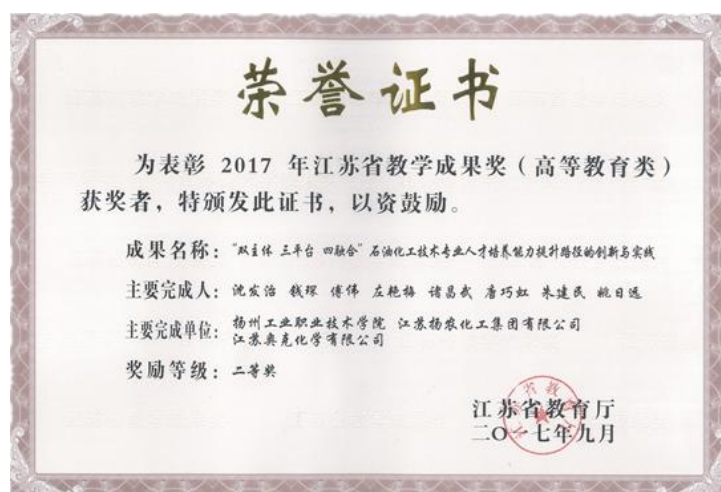 荣誉证书
为表彰 2017 年江苏省教学成果奖（高等教育类）
获奖者，特颁发此证书，以资鼓励。
成果名称：“双主体 三平台 四融合”石油化工技术专业人才培养能力提升路径的创新与实践
主要完成人：沈发治 钱琛 傅伟 左艳梅 诸昌武 唐巧虹 朱建民 姚日远
主要完成单位：扬州工业职业技术学院 江苏扬农化工集团有限公司
江苏奥克化学有限公司
奖励等级：二等奖
江苏省教育厅
二〇一七年九月